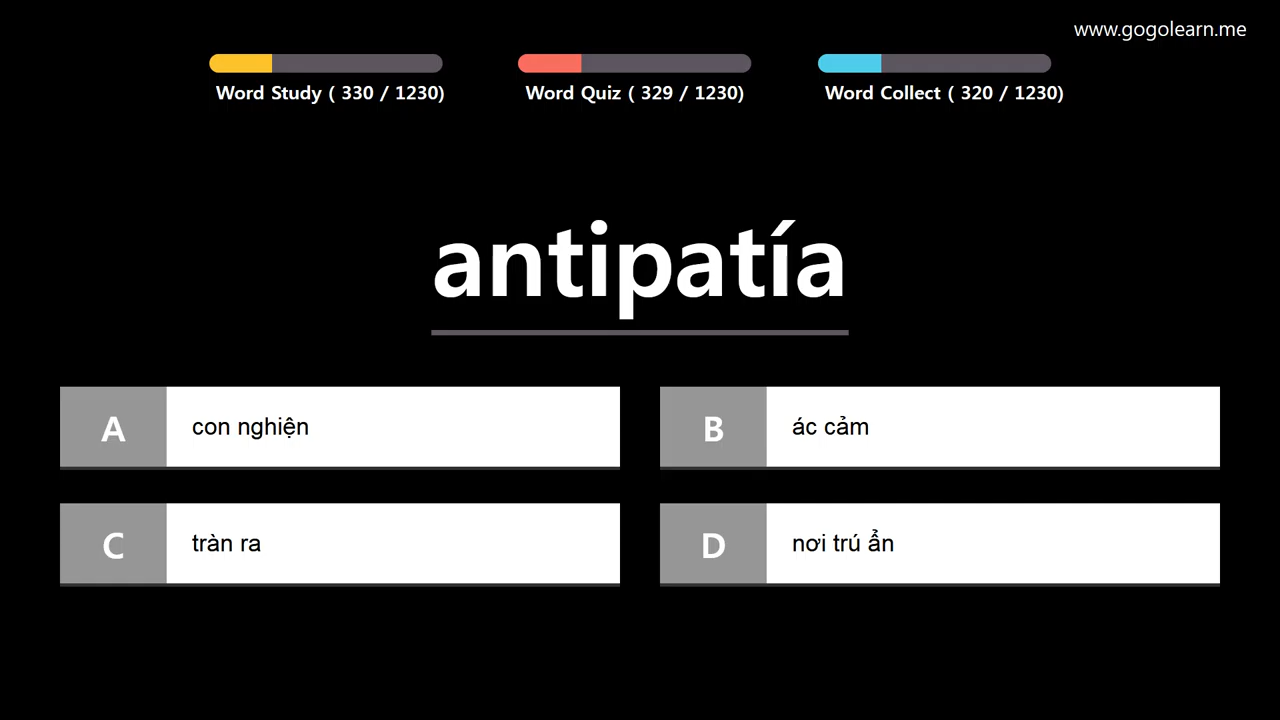 www.gogolearn.me
Word Study ( 330 / 1230)
Word Quiz ( 329 / 1230)
Word Collect ( 320 / 1230)
antipatía
A con nghiện
B ác cảm
C tràn ra
D nơi trú ẩn